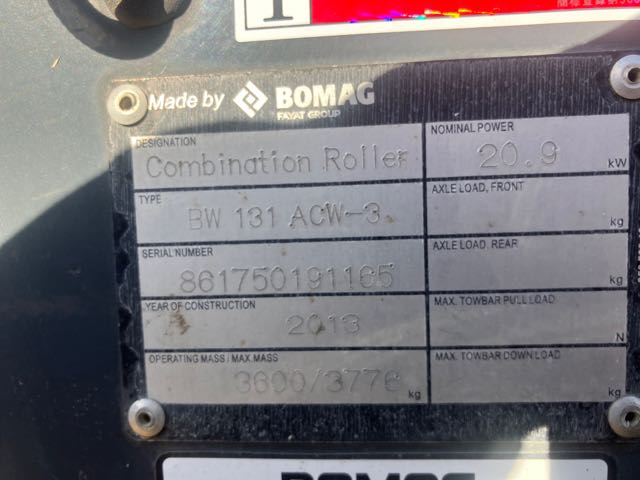 Made by BOMAG
FAYAT GROUP
DESIGNATION
Combination Roller
NOMINAL POWER
20.9 kW
TYPE
BW 131 ACW-3
AXLE LOAD, FRONT
kg
SERIAL NUMBER
861750191165
AXLE LOAD, REAR
kg
YEAR OF CONSTRUCTION
2013
MAX. TOWBAR PULL LOAD
N
OPERATING MASS / MAX. MASS
3600/3776 kg
MAX. TOWBAR DOWN LOAD
kg
BOMAG